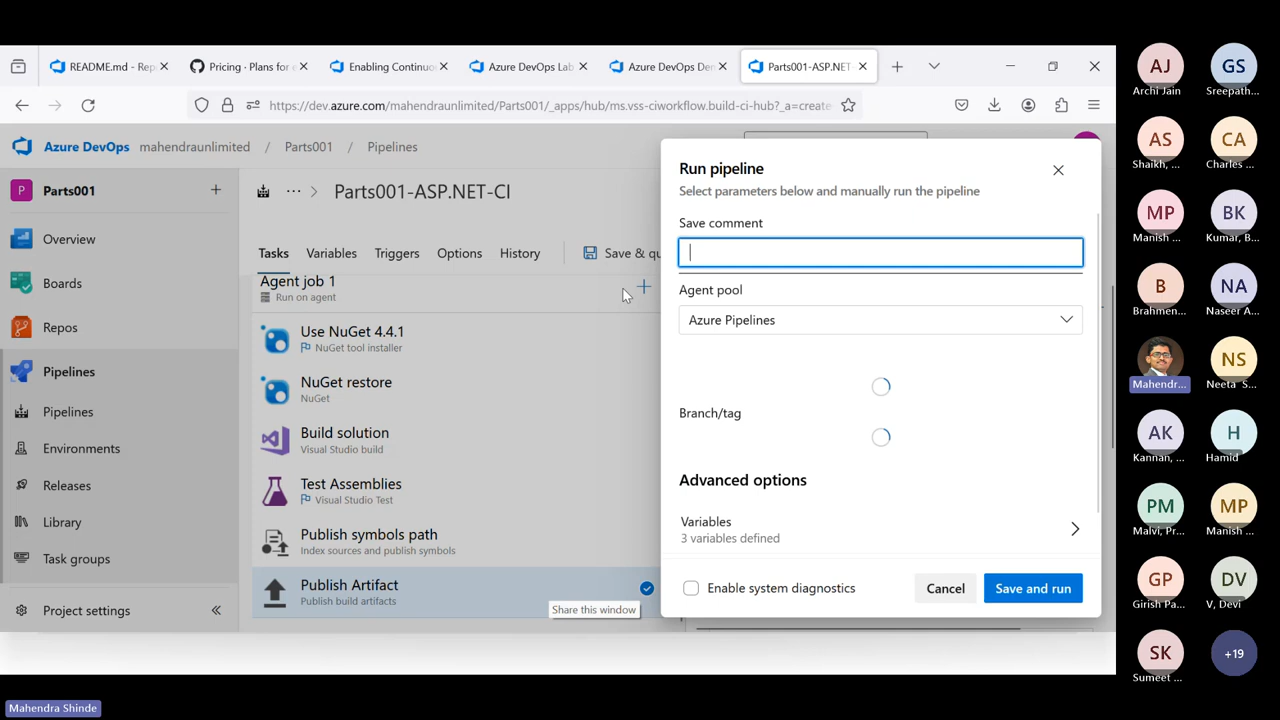 README.md - Rep
Pricing · Plans for e
Enabling Continuo
Azure DevOps Lab
Azure DevOps Den
Parts001-ASP.NET-
https://dev.azure.com/mahendraunlimited/Parts001/_apps/hub/ms.vss-ciworkflow.build-ci-hub?_a=create
Azure DevOps mahendraunlimited / Parts001 / Pipelines
P Parts001
Overview
Boards
Repos
Pipelines
Pipelines
Environments
Releases
Library
Task groups
Project settings
... > Parts001-ASP.NET-CI
Tasks Variables Triggers Options History Save & qu
Agent job 1
Run on agent
Use NuGet 4.4.1
NuGet tool installer
NuGet restore
NuGet
Build solution
Visual Studio build
Test Assemblies
Visual Studio Test
Publish symbols path
Index sources and publish symbols
Publish Artifact
Publish build artifacts
Share this window
Run pipeline
Select parameters below and manually run the pipeline
Save comment
Agent pool
Azure Pipelines
Branch/tag
Advanced options
Variables
3 variables defined
Enable system diagnostics
Cancel
Save and run
AJ
Archi Jain
GS
Sreepath...
AS
Shaikh, ...
CA
Charles ...
MP
Manish ...
BK
Kumar, B...
B
Brahmen...
NA
Naseer A...
Mahendr...
NS
Neeta S...
AK
Kannan, ...
H
Hamid
PM
Malvi, Pr...
MP
Manish ...
GP
Girish Pa...
DV
V, Devi
SK
Sumeet ...
+19
Mahendra Shinde